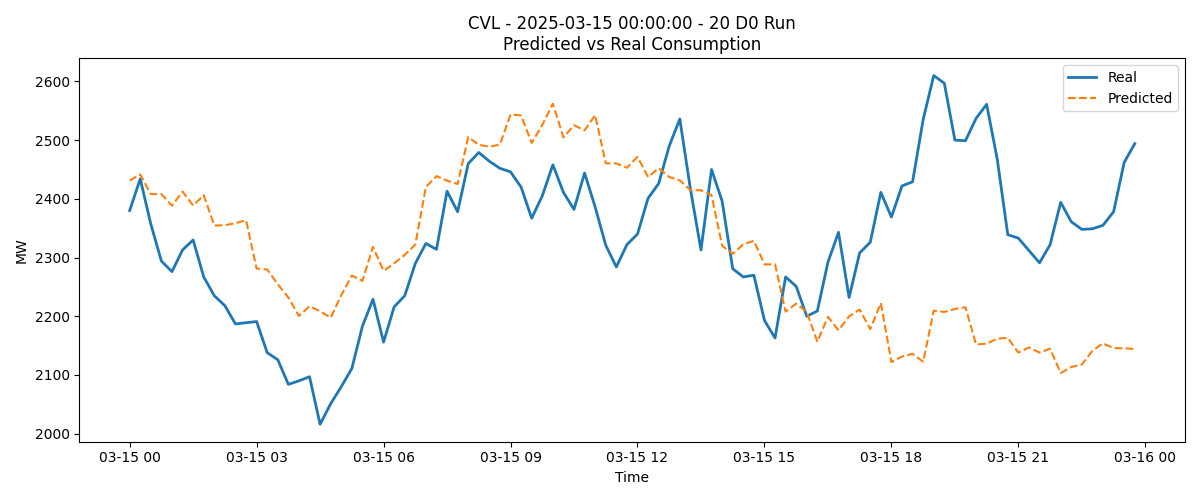 CVL - 2025-03-15 00:00:00 - 20 D0 Run
Predicted vs Real Consumption
Real
Predicted
MW
2600
2500
2400
2300
2200
2100
2000
03-15 00
03-15 03
03-15 06
03-15 09
03-15 12
03-15 15
03-15 18
03-15 21
03-16 00
Time